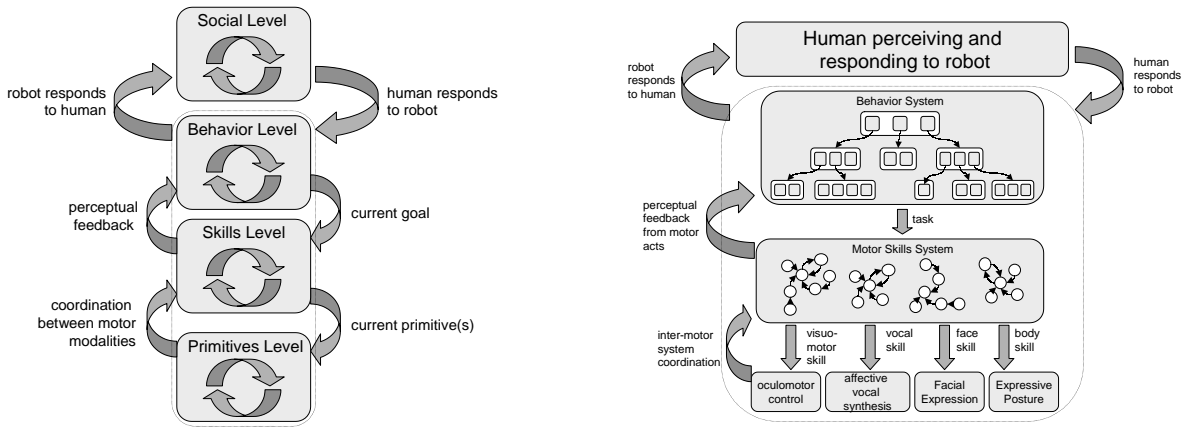 Social Level
robot responds
to human
human responds
to robot
Behavior Level
perceptual
feedback
current goal
Skills Level
coordination
between motor
modalities
current primitive(s)
Primitives Level
Human perceiving and
responding to robot
robot
responds
to human
human
responds
to robot
Behavior System
perceptual
feedback
from motor
acts
task
Motor Skills System
inter-motor
system
coordination
visuo-
motor
skill
vocal
skill
face
skill
body
skill
oculomotor
control
affective
vocal
synthesis
Facial
Expression
Expressive
Posture